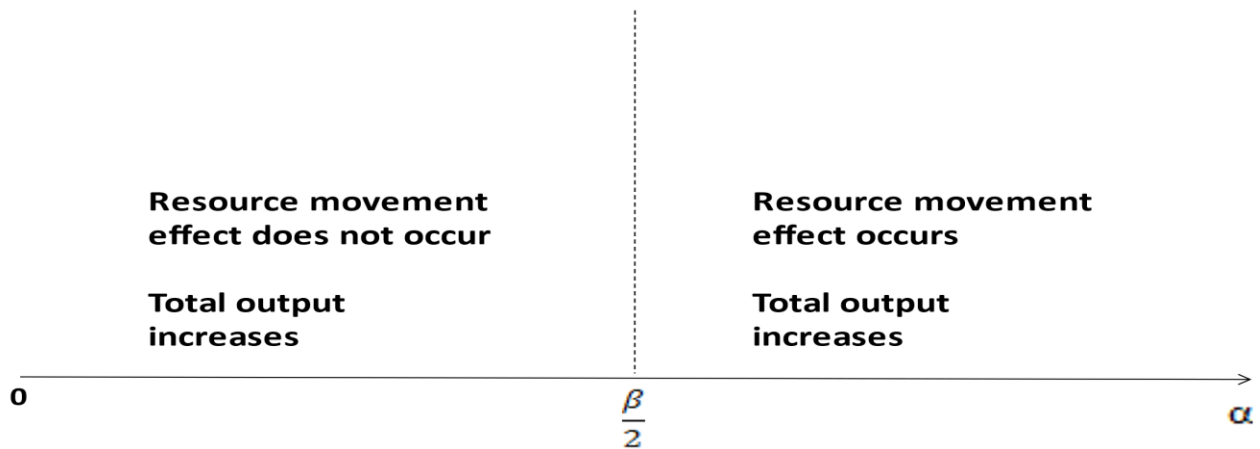 Resource movement
effect does not occur
Total output
increases
Resource movement
effect occurs
Total output
increases
0
β/2
α